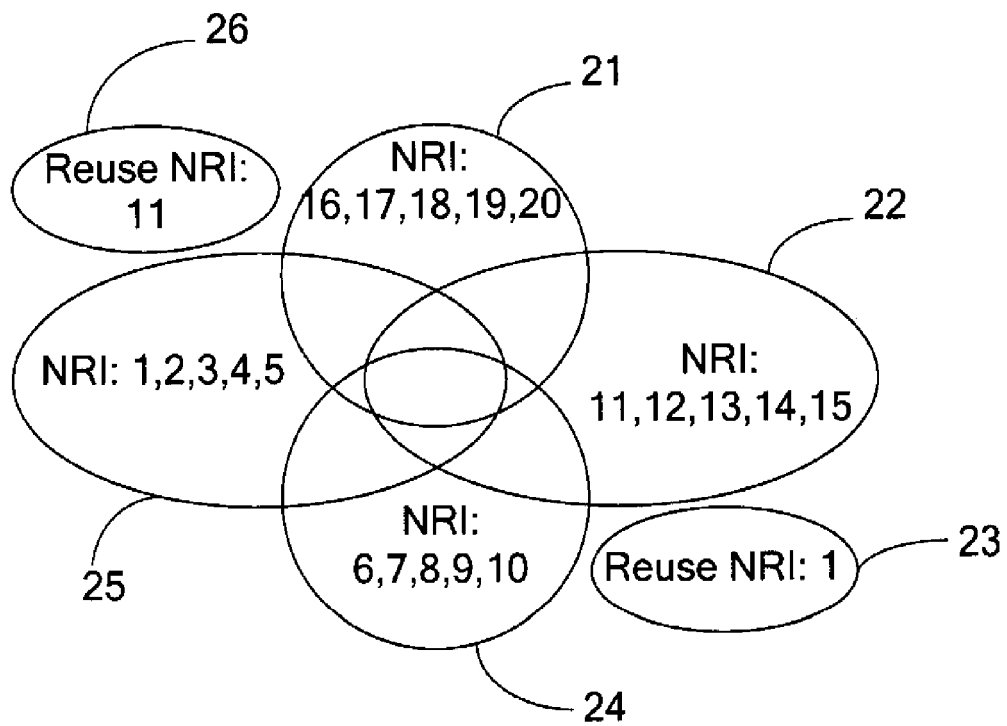 26
21
Reuse NRI:
11
NRI:
16,17,18,19,20
22
NRI: 1,2,3,4,5
NRI:
11,12,13,14,15
25
NRI:
6,7,8,9,10
Reuse NRI: 1
23
24